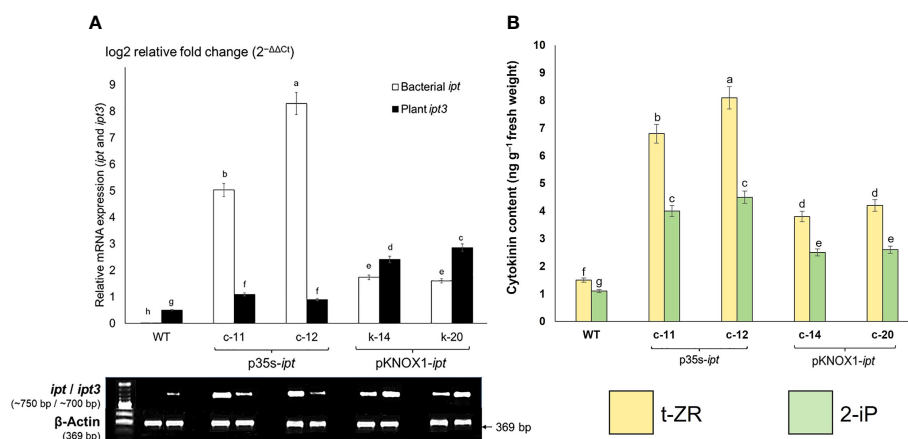 A
log2 relative fold change (2–ΔΔCt)
Relative mRNA expression (ipt and ipt3)
9
8
7
6
5
4
3
2
1
0
Bacterial ipt
Plant ipt3
h g b f a f e d e c
WT c-11 c-12 k-14 k-20
p35s-ipt pKNOX1-ipt
ipt / ipt3
(~750 bp / ~700 bp)
β-Actin
(369 bp)
369 bp
B
Cytokinin content (ng g–1 fresh weight)
10
9
8
7
6
5
4
3
2
1
0
f g b c a c d e d e
WT c-11 c-12 c-14 c-20
p35s-ipt pKNOX1-ipt
t-ZR 2-iP